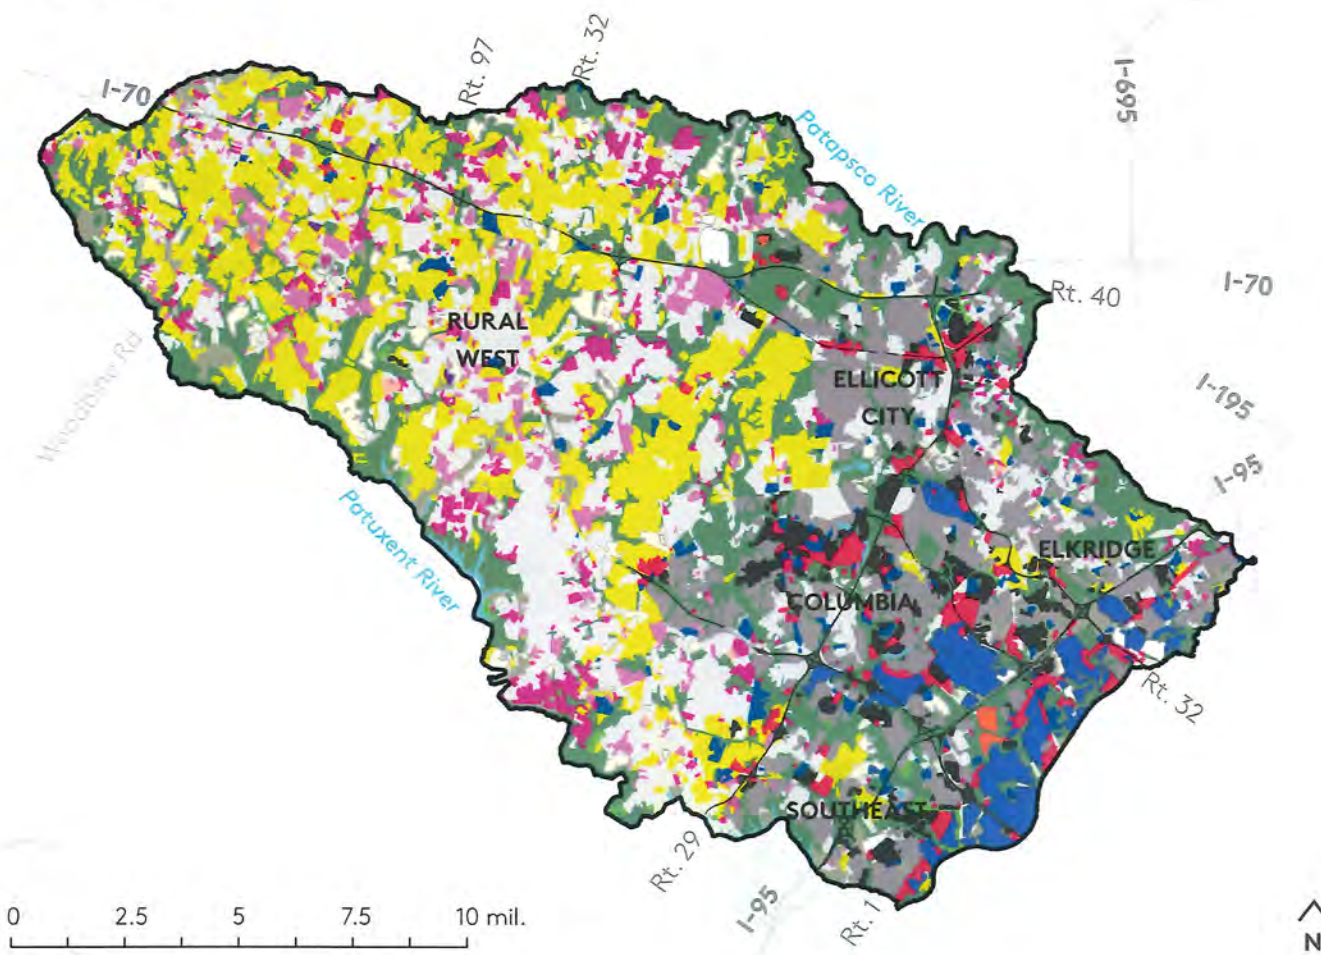 Rt. 97
Rt. 32
I-70
I-695
Patapsco River
I-70
Rt. 40
RURAL
WEST
ELLICOTT
CITY
I-195
I-95
Woodbine Rd
Patuxent River
ELKRIDGE
COLUMBIA
Rt. 32
SOUTHEAST
Rt. 29
I-95
Rt. 1
0 2.5 5 7.5 10 mil.
N